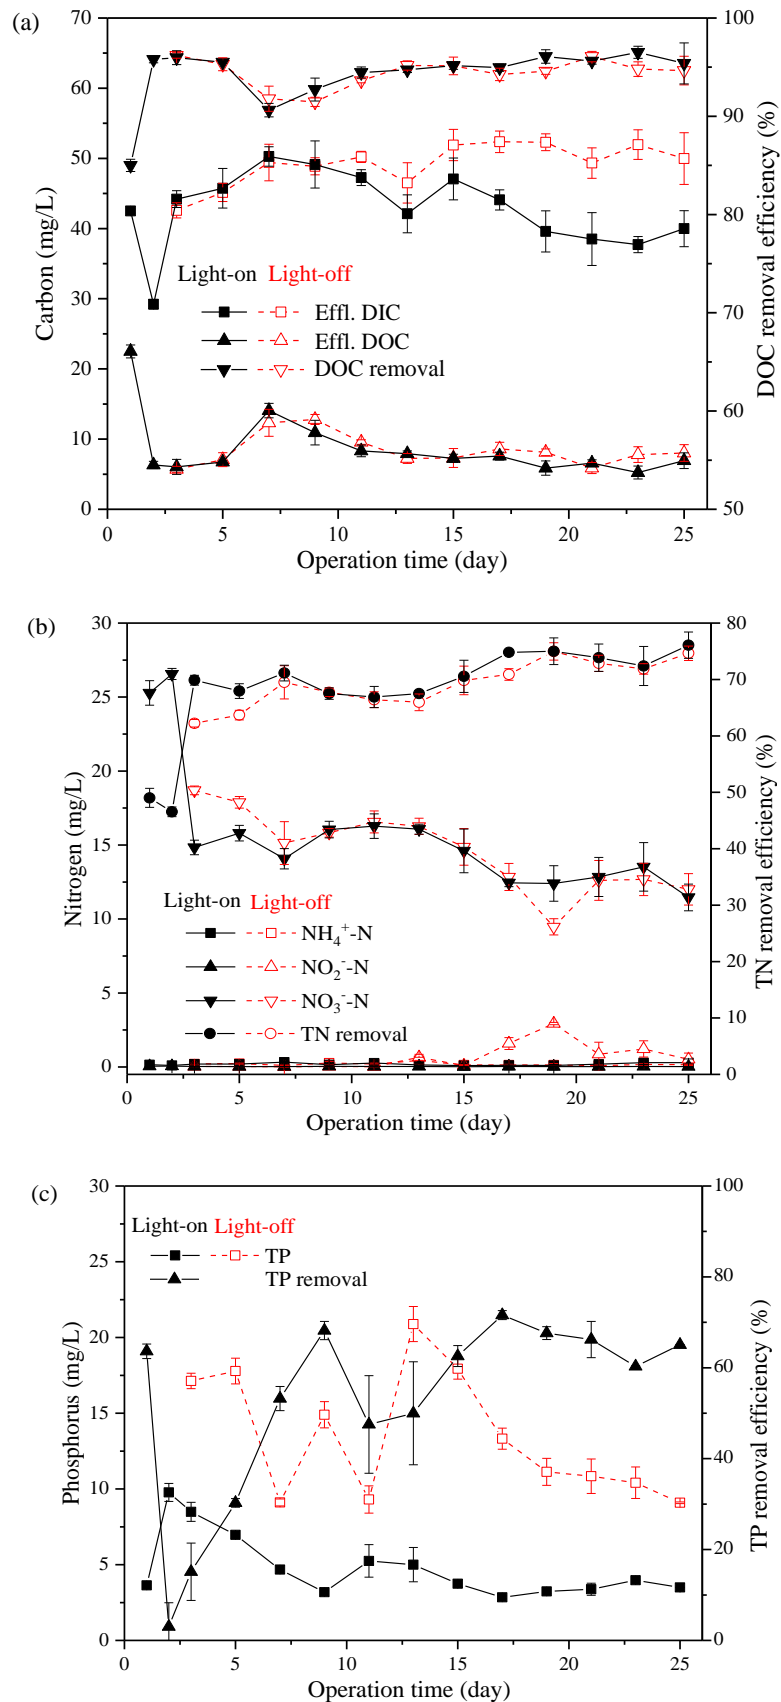 (a)
70
60
50
40
30
20
10
0
Carbon (mg/L)
100
90
80
70
60
50
DOC removal efficiency (%)
Light-on Light-off
Effl. DIC
Effl. DOC
DOC removal
0 5 10 15 20 25
Operation time (day)
(b)
30
25
20
15
10
5
0
Nitrogen (mg/L)
80
70
60
50
40
30
20
10
0
TN removal efficiency (%)
Light-on Light-off
NH₄⁺-N
NO₂⁻-N
NO₃⁻-N
TN removal
0 5 10 15 20 25
Operation time (day)
(c)
30
25
20
15
10
5
0
Phosphorus (mg/L)
100
80
60
40
20
0
TP removal efficiency (%)
Light-on Light-off
TP
TP removal
0 5 10 15 20 25
Operation time (day)